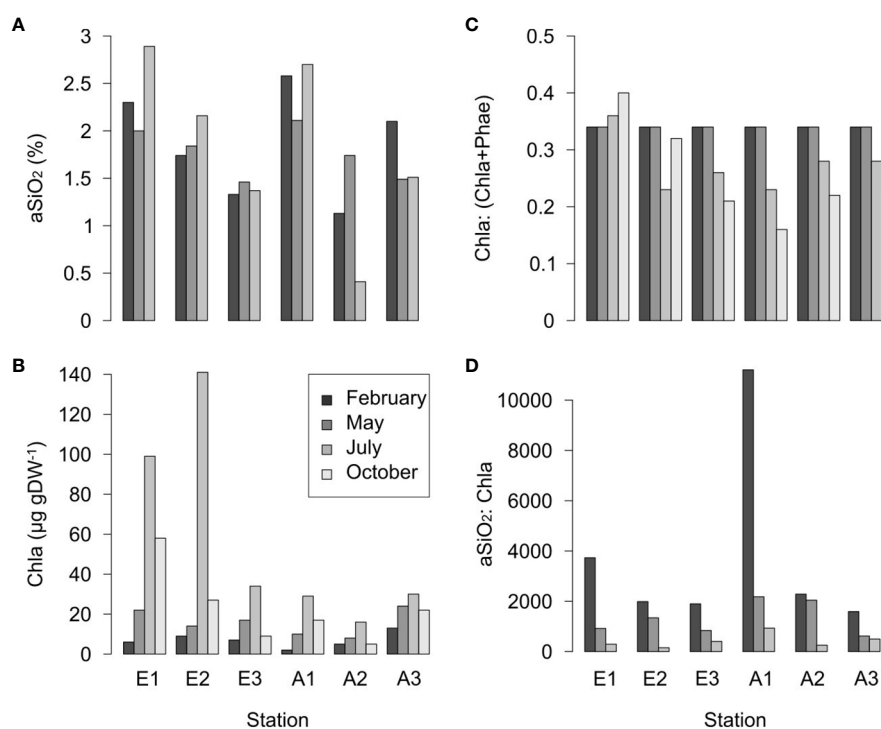 A
aSiO₂ (%)
3
2.5
2
1.5
1
0.5
0
B
Chla (µg gDW⁻¹)
140
120
100
80
60
40
20
0
February
May
July
October
E1 E2 E3 A1 A2 A3
Station
C
Chla: (Chla+Phae)
0.5
0.4
0.3
0.2
0.1
0
D
aSiO₂: Chla
10000
8000
6000
4000
2000
0
E1 E2 E3 A1 A2 A3
Station